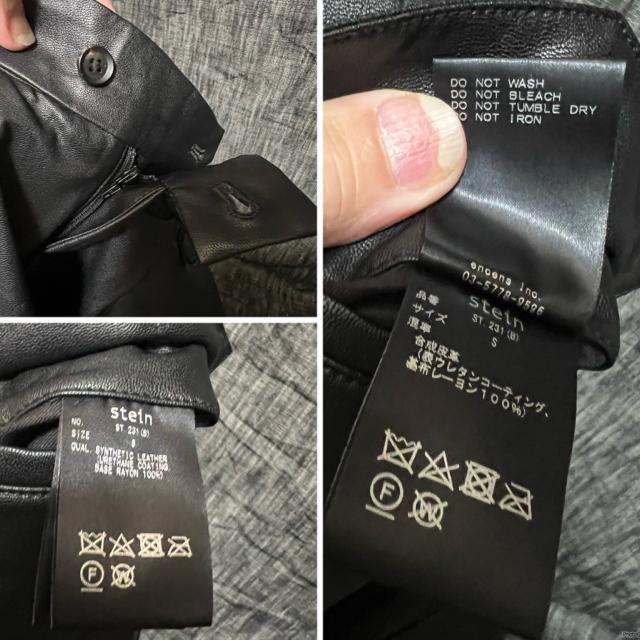 DO NOT WASH
DO NOT BLEACH
DO NOT TUMBLE DRY
DO NOT IRON
encens inc.
品番
stein
ST.231(B)
サイズ
S
混率
合成皮革
(表ウレタンコーティング、
基布レーヨン100%)
F
W
stein
NO.
ST 231(B)
SIZE
S
QUAL.
SYNTHETIC LEATHER
(URETHANE COATING
BASE RAYON 100%)
F
W